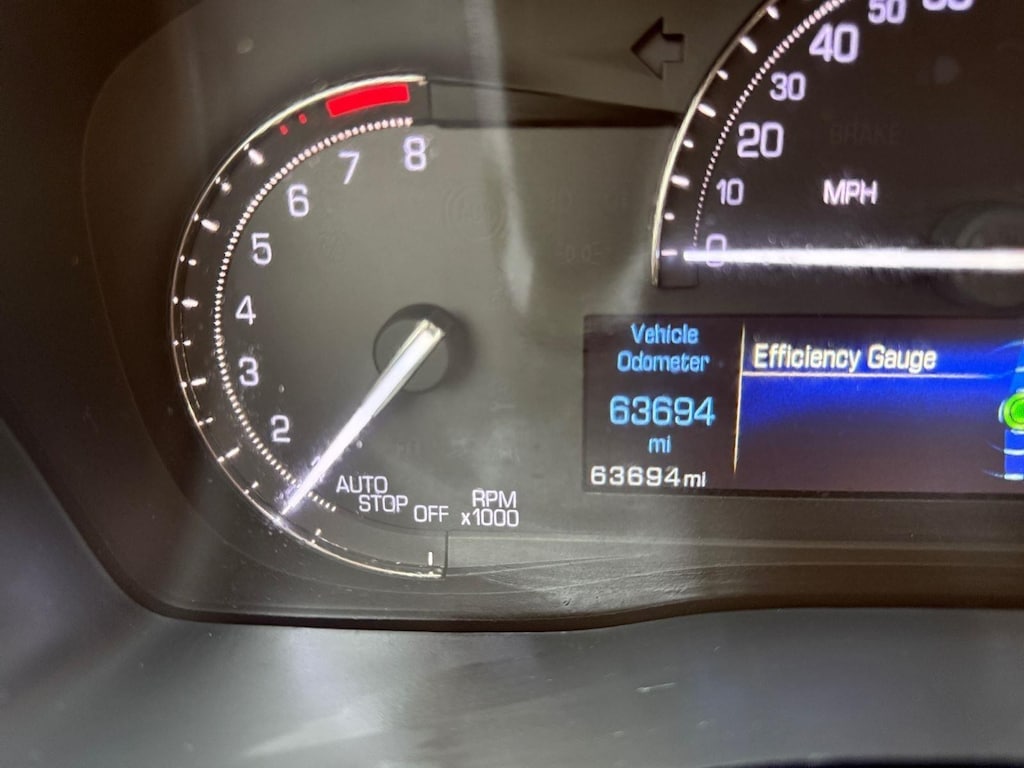 8
7
6
5
4
3
2
AUTO
STOP
OFF
RPM
x1000
50
40
30
20
10
0
MPH
BRAKE
Vehicle
Odometer
63694
mi
63694mi
Efficiency Gauge